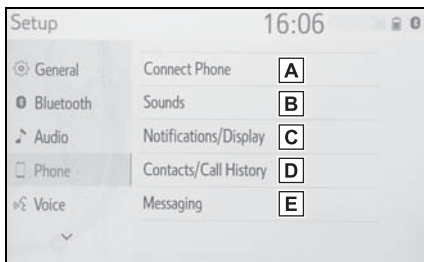 Setup 16:06
General
Bluetooth
Audio
Phone
Voice
Connect Phone A
Sounds B
Notifications/Display C
Contacts/Call History D
Messaging E